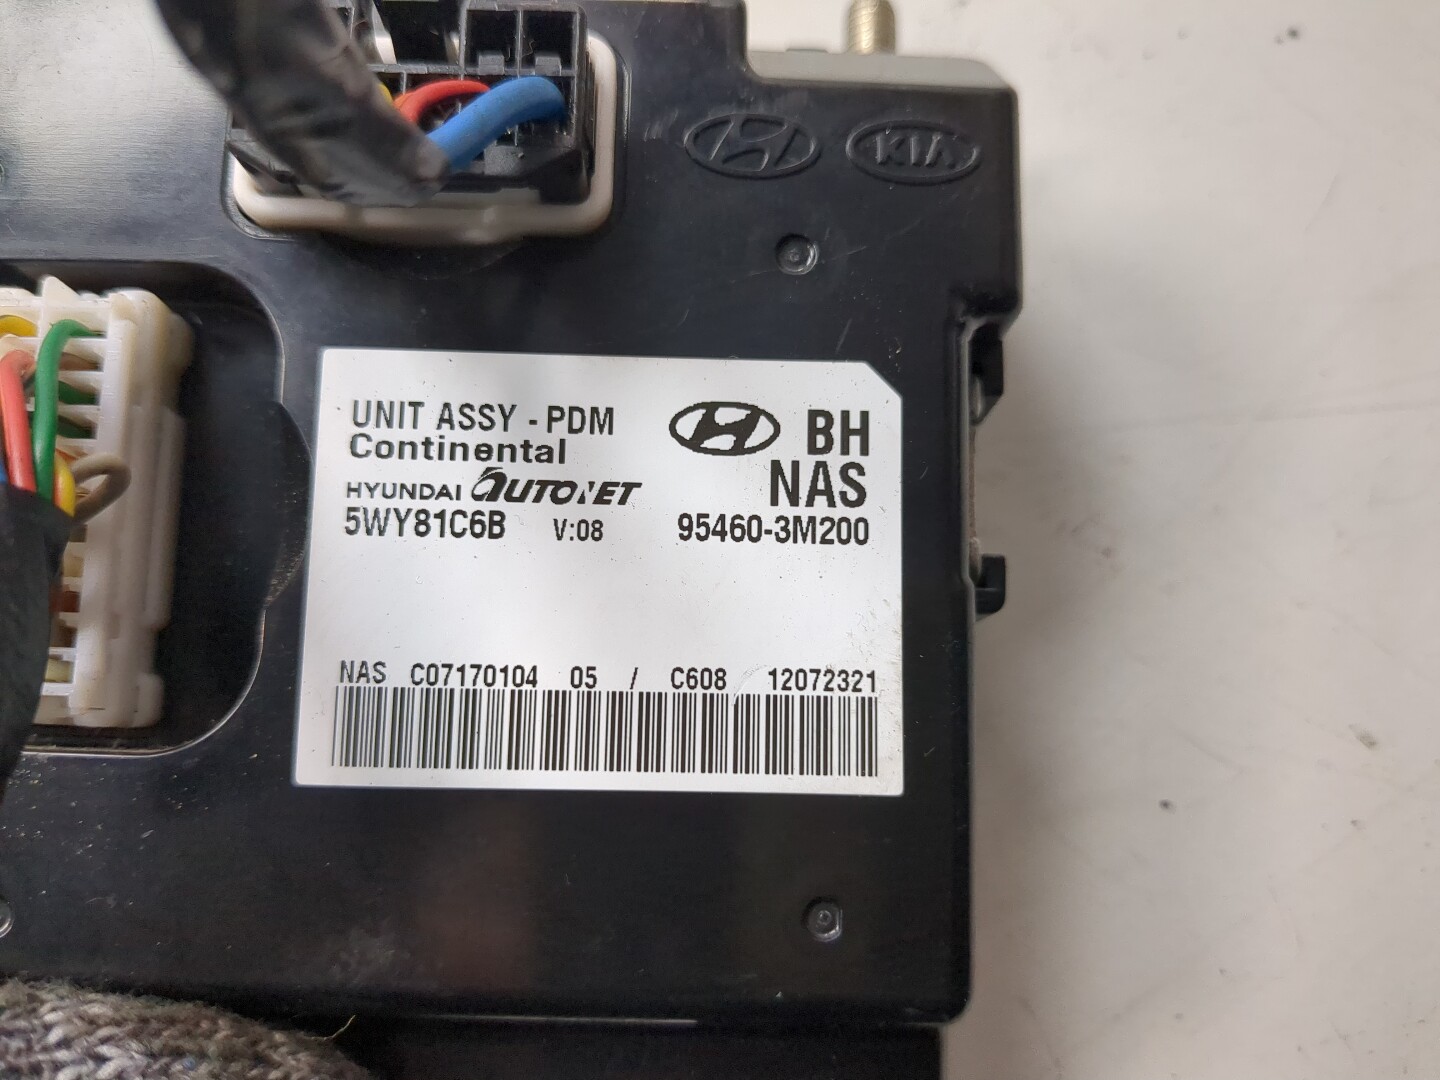 KIA
UNIT ASSY - PDM
Continental
HYUNDAI AUTONET
5WY81C6B V:08
BH
NAS
95460-3M200
NAS C07170104 05 / C608 12072321